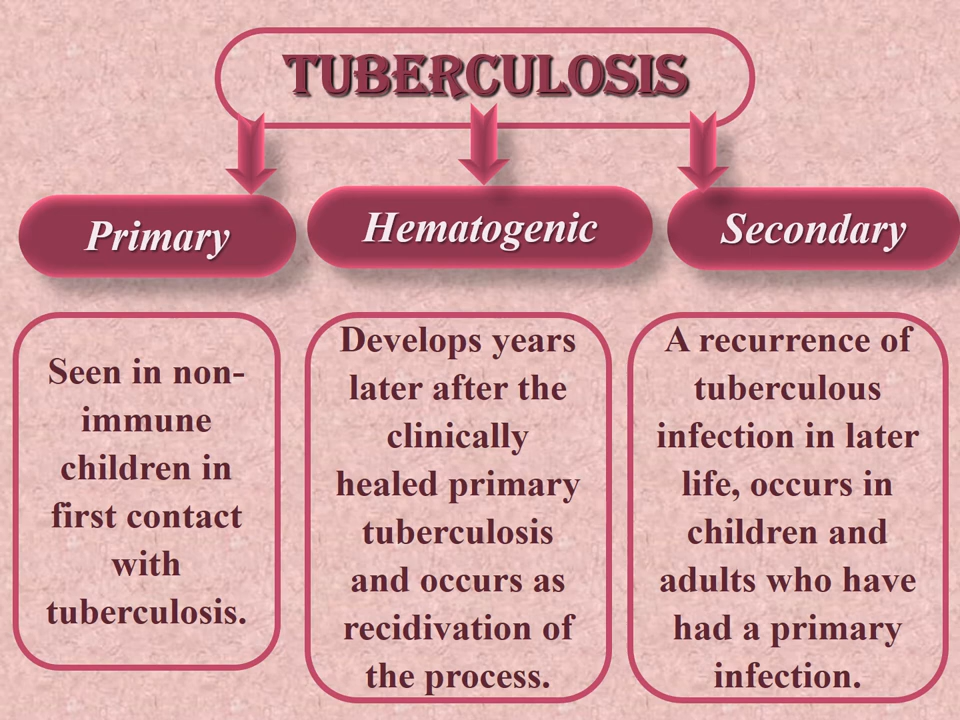 TUBERCULOSIS
Primary
Hematogenic
Secondary
Seen in non-
immune
children in
first contact
with
tuberculosis.
Develops years
later after the
clinically
healed primary
tuberculosis
and occurs as
recidivation of
the process.
A recurrence of
tuberculous
infection in later
life, occurs in
children and
adults who have
had a primary
infection.